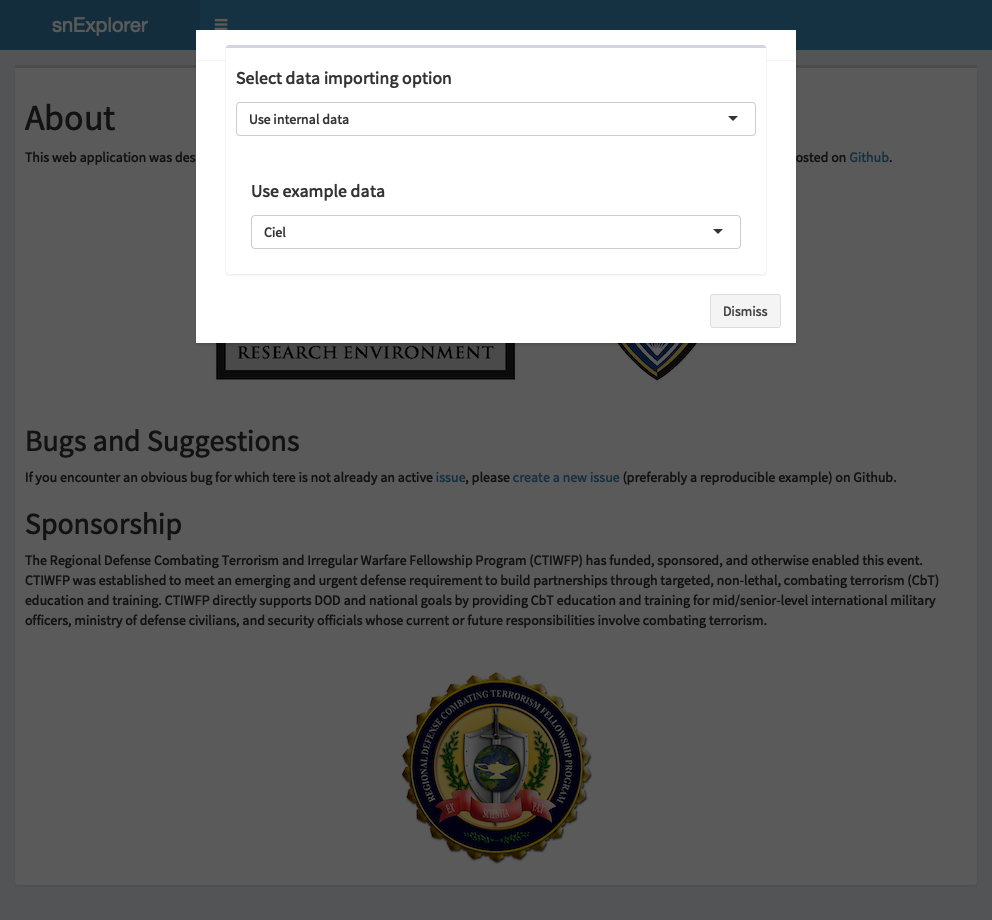 snExplorer
Select data importing option
Use internal data
Use example data
Ciel
Dismiss
About
This web application was des
osted on Github.
RESEARCH ENVIRONMENT
Bugs and Suggestions
If you encounter an obvious bug for which tere is not already an active issue, please create a new issue (preferably a reproducible example) on Github.
Sponsorship
The Regional Defense Combating Terrorism and Irregular Warfare Fellowship Program (CTIWFP) has funded, sponsored, and otherwise enabled this event.
CTIWFP was established to meet an emerging and urgent defense requirement to build partnerships through targeted, non-lethal, combating terrorism (CbT)
education and training. CTIWFP directly supports DOD and national goals by providing CbT education and training for mid/senior-level international military
officers, ministry of defense civilians, and security officials whose current or future responsibilities involve combating terrorism.
REGIONAL DEFENSE COMBATING TERRORISM FELLOWSHIP PROGRAM
EX SCIENTIA PAX